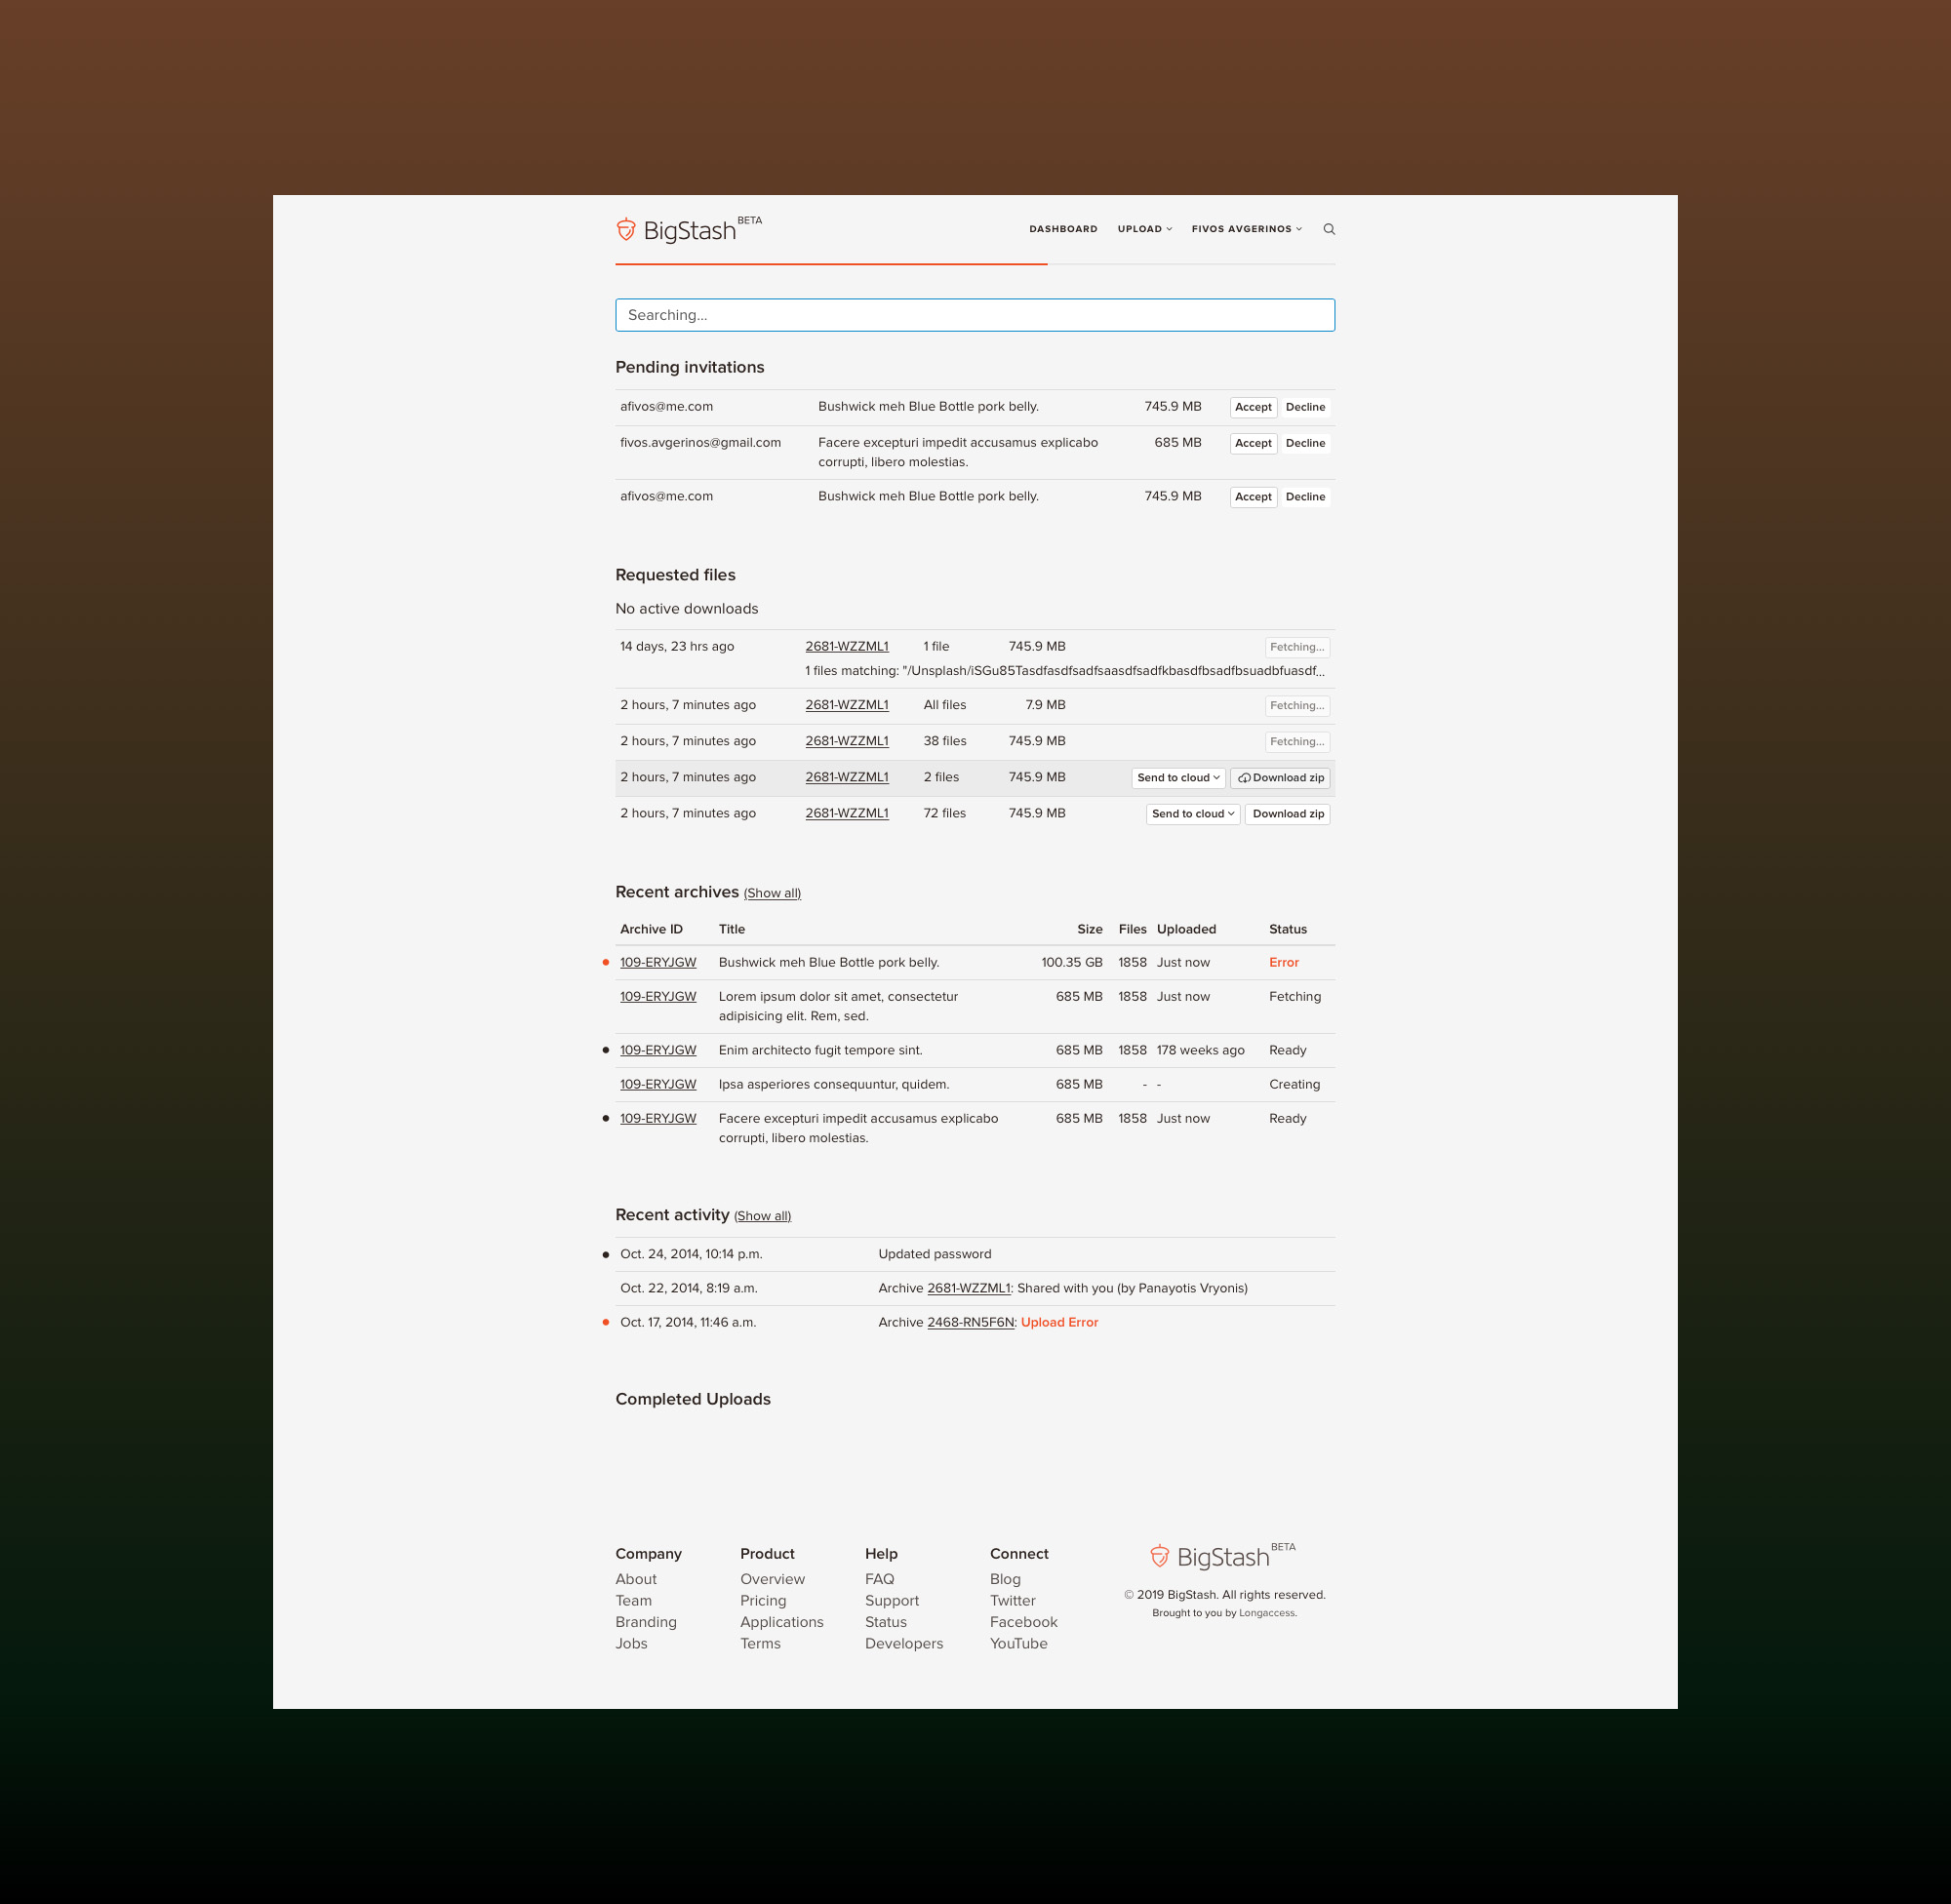 BigStash BETA
DASHBOARD UPLOAD FIVOS AVGERINOS
Searching...
Pending invitations
afivos@me.com Bushwick meh Blue Bottle pork belly. 745.9 MB Accept Decline
fivos.avgerinos@gmail.com Facere excepturi impedit accusamus explicabo 685 MB Accept Decline
corrupti, libero molestias.
afivos@me.com Bushwick meh Blue Bottle pork belly. 745.9 MB Accept Decline
Requested files
No active downloads
14 days, 23 hrs ago 2681-WZZML1 1 file 745.9 MB Fetching...
1 files matching: "/Unsplash/iSGu85Tasdfasdfsadfsaasdfsadfkbasdfbsadfbsuadbfuasdf...
2 hours, 7 minutes ago 2681-WZZML1 All files 7.9 MB Fetching...
2 hours, 7 minutes ago 2681-WZZML1 38 files 745.9 MB Fetching...
2 hours, 7 minutes ago 2681-WZZML1 2 files 745.9 MB Send to cloud Download zip
2 hours, 7 minutes ago 2681-WZZML1 72 files 745.9 MB Send to cloud Download zip
Recent archives (Show all)
Archive ID Title Size Files Uploaded Status
109-ERYJGW Bushwick meh Blue Bottle pork belly. 100.35 GB 1858 Just now Error
109-ERYJGW Lorem ipsum dolor sit amet, consectetur 685 MB 1858 Just now Fetching
adipisicing elit. Rem, sed.
109-ERYJGW Enim architecto fugit tempore sint. 685 MB 1858 178 weeks ago Ready
109-ERYJGW Ipsa asperiores consequuntur, quidem. 685 MB - - Creating
109-ERYJGW Facere excepturi impedit accusamus explicabo 685 MB 1858 Just now Ready
corrupti, libero molestias.
Recent activity (Show all)
Oct. 24, 2014, 10:14 p.m. Updated password
Oct. 22, 2014, 8:19 a.m. Archive 2681-WZZML1: Shared with you (by Panayotis Vryonis)
Oct. 17, 2014, 11:46 a.m. Archive 2468-RN5F6N: Upload Error
Completed Uploads
Company
About
Team
Branding
Jobs
Product
Overview
Pricing
Applications
Terms
Help
FAQ
Support
Status
Developers
Connect
Blog
Twitter
Facebook
YouTube
BigStash BETA
© 2019 BigStash. All rights reserved.
Brought to you by Longaccess.